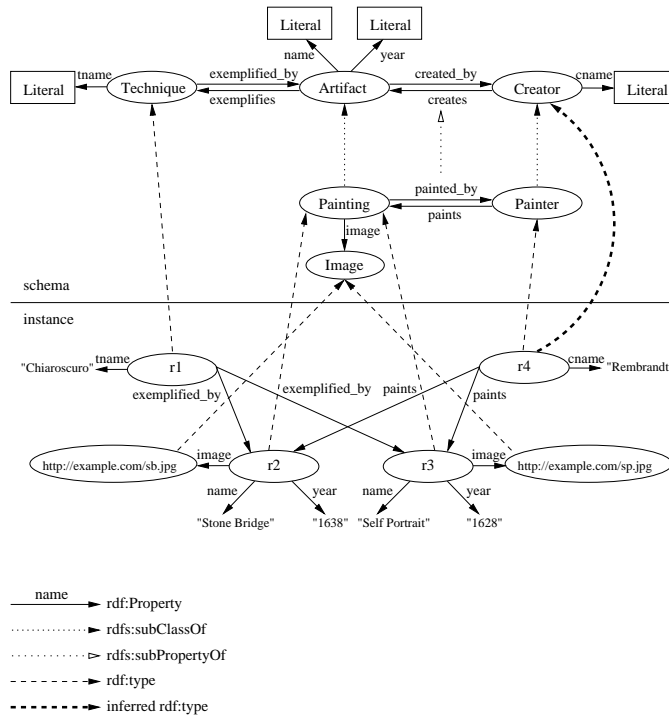 Literal Literal
name year
Literal tname Technique exemplified_by Artifact created_by Creator cname Literal
exemplifies creates
Painting painted_by Painter
paints
image
Image
schema
instance
"Chiaroscuro" tname r1 r4 cname "Rembrandt
exemplified_by exemplified_by paints paints
http://example.com/sb.jpg image r2 r3 image http://example.com/sp.jpg
name year name year
"Stone Bridge" "1638" "Self Portrait" "1628"
name rdf:Property
rdfs:subClassOf
rdfs:subPropertyOf
rdf:type
inferred rdf:type